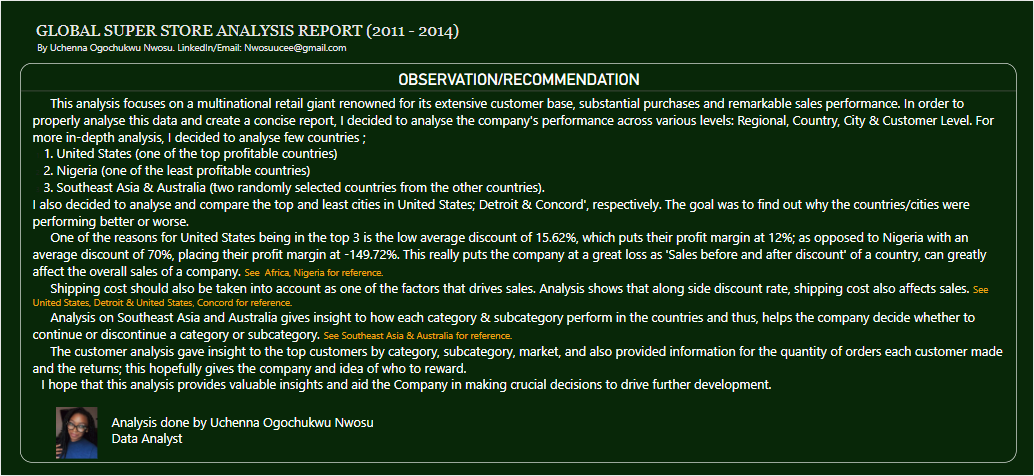 GLOBAL SUPER STORE ANALYSIS REPORT (2011 - 2014)
By Uchenna Ogochukwu Nwosu. LinkedIn/Email: Nwosuucee@gmail.com
OBSERVATION/RECOMMENDATION
This analysis focuses on a multinational retail giant renowned for its extensive customer base, substantial purchases and remarkable sales performance. In order to
properly analyse this data and create a concise report, I decided to analyse the company's performance across various levels: Regional, Country, City & Customer Level. For
more in-depth analysis, I decided to analyse few countries ;
1. United States (one of the top profitable countries)
2. Nigeria (one of the least profitable countries)
3. Southeast Asia & Australia (two randomly selected countries from the other countries).
I also decided to analyse and compare the top and least cities in United States; Detroit & Concord', respectively. The goal was to find out why the countries/cities were
performing better or worse.
One of the reasons for United States being in the top 3 is the low average discount of 15.62%, which puts their profit margin at 12%; as opposed to Nigeria with an
average discount of 70%, placing their profit margin at -149.72%. This really puts the company at a great loss as 'Sales before and after discount' of a country, can greatly
affect the overall sales of a company. See Africa, Nigeria for reference.
Shipping cost should also be taken into account as one of the factors that drives sales. Analysis shows that along side discount rate, shipping cost also affects sales. See
United States, Detroit & United States, Concord for reference.
Analysis on Southeast Asia and Australia gives insight to how each category & subcategory perform in the countries and thus, helps the company decide whether to
continue or discontinue a category or subcategory. See Southeast Asia & Australia for reference.
The customer analysis gave insight to the top customers by category, subcategory, market, and also provided information for the quantity of orders each customer made
and the returns; this hopefully gives the company and idea of who to reward.
I hope that this analysis provides valuable insights and aid the Company in making crucial decisions to drive further development.
Analysis done by Uchenna Ogochukwu Nwosu
Data Analyst